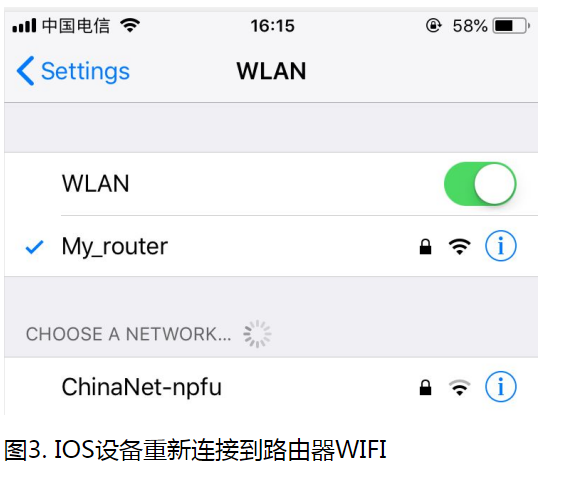 中国电信 16:15 58%
Settings WLAN
WLAN
My_router
CHOOSE A NETWORK...
ChinaNet-npfu
图3. IOS设备重新连接到路由器WIFI